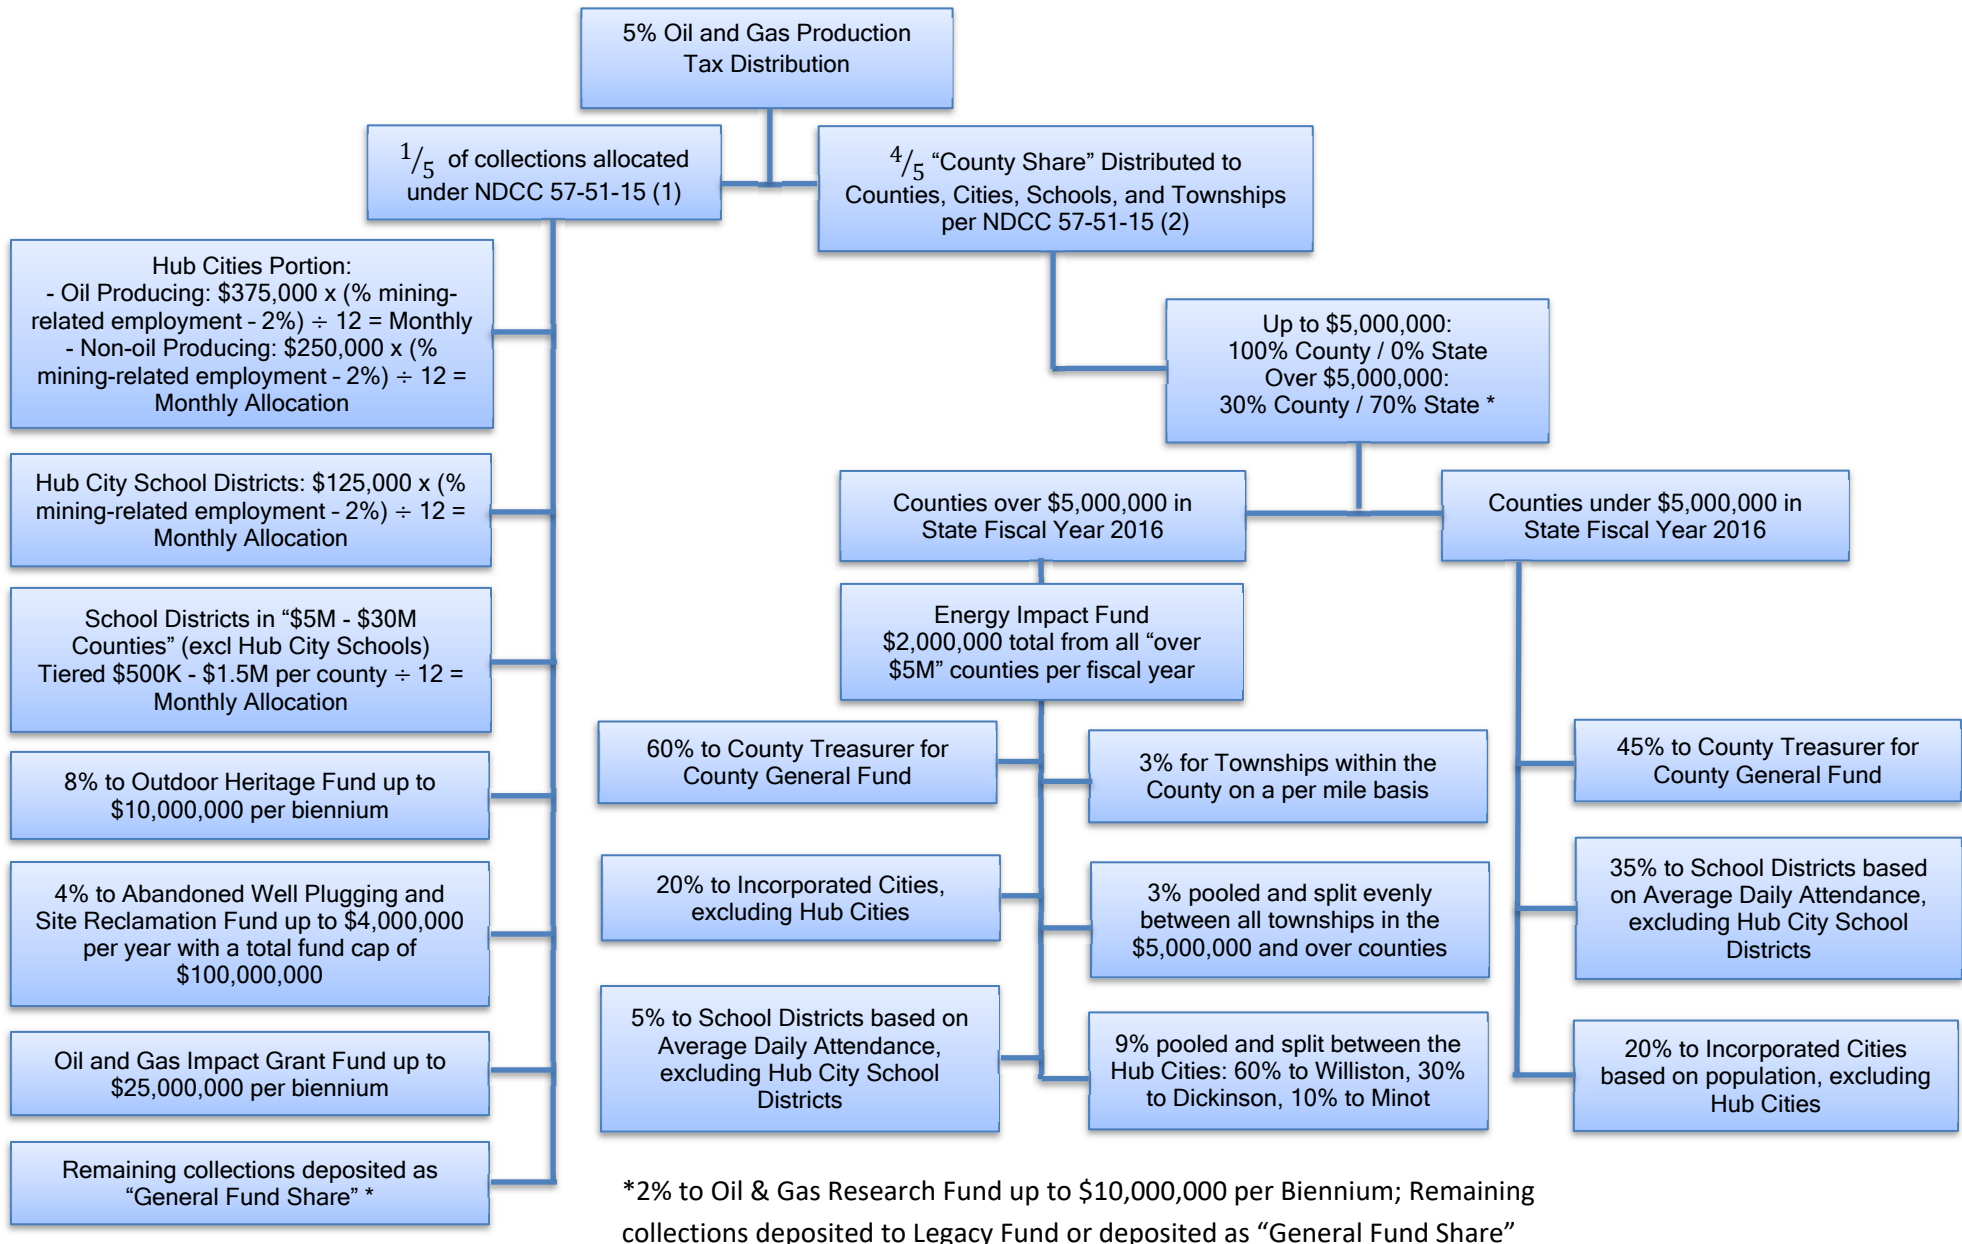 5% Oil and Gas Production
Tax Distribution
1/5 of collections allocated
under NDCC 57-51-15 (1)
4/5 “County Share” Distributed to
Counties, Cities, Schools, and Townships
per NDCC 57-51-15 (2)
Hub Cities Portion:
- Oil Producing: $375,000 x (% mining-
related employment – 2%) ÷ 12 = Monthly
- Non-oil Producing: $250,000 x (%
mining-related employment – 2%) ÷ 12 =
Monthly Allocation
Hub City School Districts: $125,000 x (%
mining-related employment – 2%) ÷ 12 =
Monthly Allocation
School Districts in “$5M - $30M
Counties” (excl Hub City Schools)
Tiered $500K - $1.5M per county ÷ 12 =
Monthly Allocation
8% to Outdoor Heritage Fund up to
$10,000,000 per biennium
4% to Abandoned Well Plugging and
Site Reclamation Fund up to $4,000,000
per year with a total fund cap of
$100,000,000
Oil and Gas Impact Grant Fund up to
$25,000,000 per biennium
Remaining collections deposited as
“General Fund Share” *
Up to $5,000,000:
100% County / 0% State
Over $5,000,000:
30% County / 70% State *
Counties over $5,000,000 in
State Fiscal Year 2016
Counties under $5,000,000 in
State Fiscal Year 2016
Energy Impact Fund
$2,000,000 total from all “over
$5M” counties per fiscal year
60% to County Treasurer for
County General Fund
3% for Townships within the
County on a per mile basis
20% to Incorporated Cities,
excluding Hub Cities
3% pooled and split evenly
between all townships in the
$5,000,000 and over counties
5% to School Districts based on
Average Daily Attendance,
excluding Hub City School
Districts
9% pooled and split between the
Hub Cities: 60% to Williston, 30%
to Dickinson, 10% to Minot
45% to County Treasurer for
County General Fund
35% to School Districts based
on Average Daily Attendance,
excluding Hub City School
Districts
20% to Incorporated Cities
based on population, excluding
Hub Cities
*2% to Oil & Gas Research Fund up to $10,000,000 per Biennium; Remaining
collections deposited to Legacy Fund or deposited as “General Fund Share”